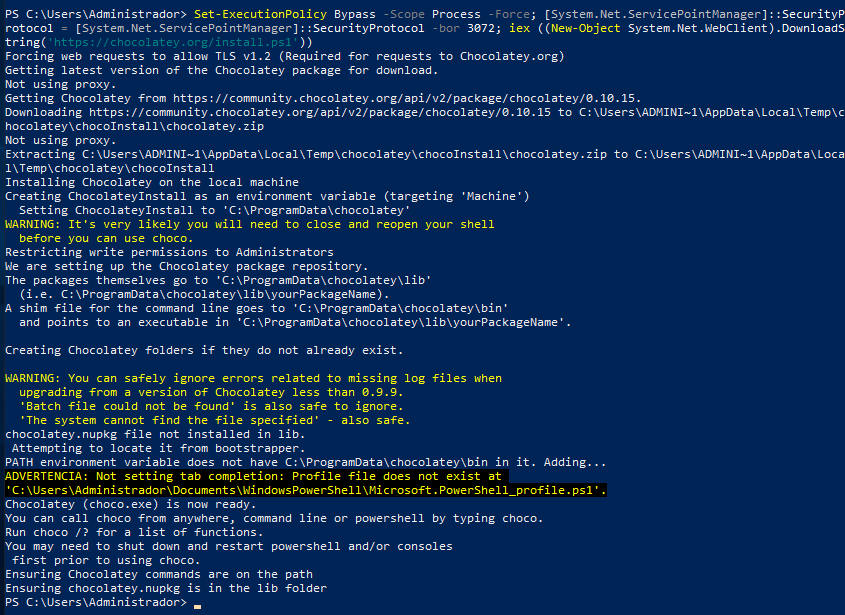 PS C:\Users\Administrador> Set-ExecutionPolicy Bypass -Scope Process -Force; [System.Net.ServicePointManager]::SecurityP
rotocol = [System.Net.ServicePointManager]::SecurityProtocol -bor 3072; iex ((New-Object System.Net.WebClient).DownloadS
tring('https://chocolatey.org/install.ps1'))
Forcing web requests to allow TLS v1.2 (Required for requests to Chocolatey.org)
Getting latest version of the Chocolatey package for download.
Not using proxy.
Getting Chocolatey from https://community.chocolatey.org/api/v2/package/chocolatey/0.10.15.
Downloading https://community.chocolatey.org/api/v2/package/chocolatey/0.10.15 to C:\Users\ADMINI~1\AppData\Local\Temp\c
hocolatey\chocoInstall\chocolatey.zip
Not using proxy.
Extracting C:\Users\ADMINI~1\AppData\Local\Temp\chocolatey\chocoInstall\chocolatey.zip to C:\Users\ADMINI~1\AppData\Loca
l\Temp\chocolatey\chocoInstall
Installing Chocolatey on the local machine
Creating ChocolateyInstall as an environment variable (targeting 'Machine')
  Setting ChocolateyInstall to 'C:\ProgramData\chocolatey'
WARNING: It's very likely you will need to close and reopen your shell
  before you can use choco.
Restricting write permissions to Administrators
We are setting up the Chocolatey package repository.
The packages themselves go to 'C:\ProgramData\chocolatey\lib'
  (i.e. C:\ProgramData\chocolatey\lib\yourPackageName).
A shim file for the command line goes to 'C:\ProgramData\chocolatey\bin'
  and points to an executable in 'C:\ProgramData\chocolatey\lib\yourPackageName'.
Creating Chocolatey folders if they do not already exist.
WARNING: You can safely ignore errors related to missing log files when
  upgrading from a version of Chocolatey less than 0.9.9.
  'Batch file could not be found' is also safe to ignore.
  'The system cannot find the file specified' - also safe.
chocolatey.nupkg file not installed in lib.
 Attempting to locate it from bootstrapper.
PATH environment variable does not have C:\ProgramData\chocolatey\bin in it. Adding...
ADVERTENCIA: Not setting tab completion: Profile file does not exist at
'C:\Users\Administrador\Documents\WindowsPowerShell\Microsoft.PowerShell_profile.ps1'.
Chocolatey (choco.exe) is now ready.
You can call choco from anywhere, command line or powershell by typing choco.
Run choco /? for a list of functions.
You may need to shut down and restart powershell and/or consoles
 first prior to using choco.
Ensuring Chocolatey commands are on the path
Ensuring chocolatey.nupkg is in the lib folder
PS C:\Users\Administrador> _